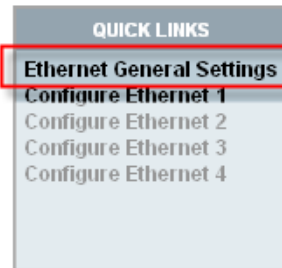 QUICK LINKS
Ethernet General Settings
Configure Ethernet 1
Configure Ethernet 2
Configure Ethernet 3
Configure Ethernet 4